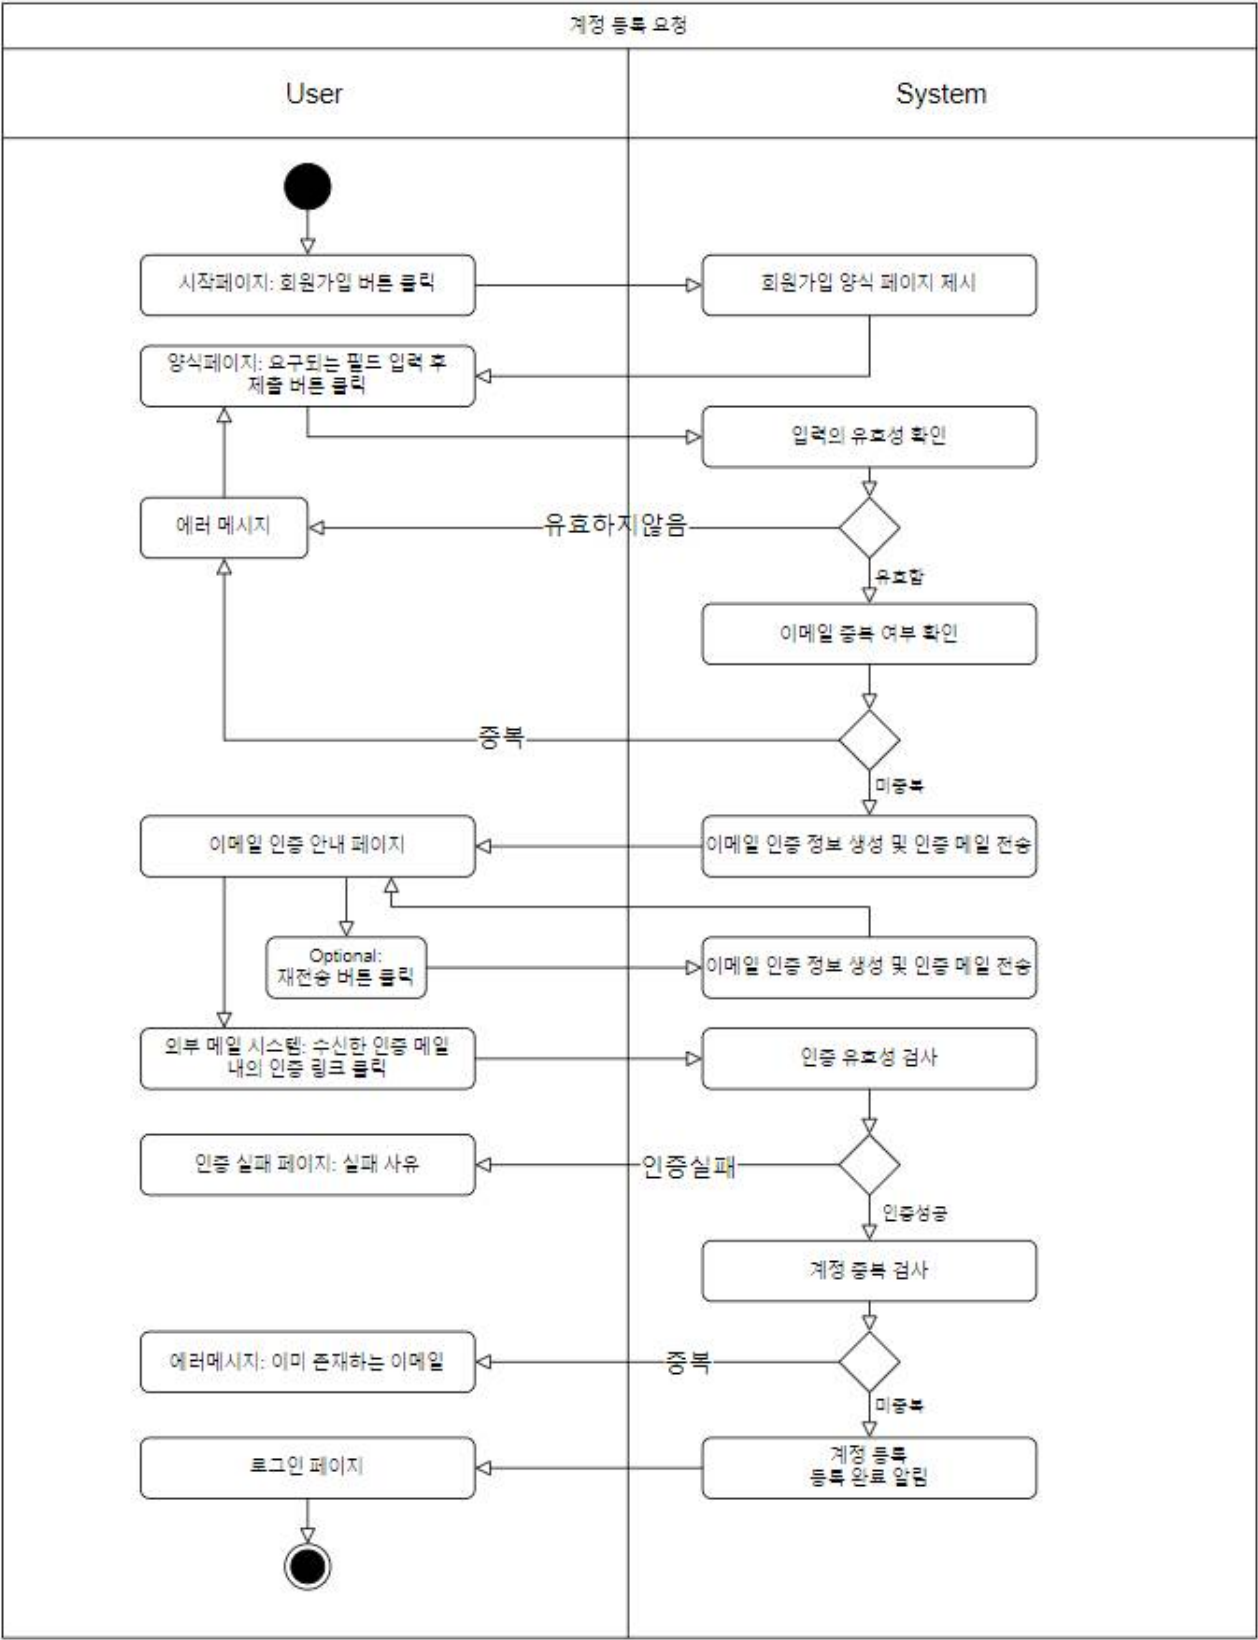 계정 등록 요청
User
System
시작페이지: 회원가입 버튼 클릭
회원가입 양식 페이지 제시
양식페이지: 요구되는 필드 입력 후
제출 버튼 클릭
입력의 유효성 확인
에러 메시지
유효하지않음
유효함
이메일 중복 여부 확인
중복
미중복
이메일 인증 안내 페이지
이메일 인증 정보 생성 및 인증 메일 전송
Optional:
재전송 버튼 클릭
이메일 인증 정보 생성 및 인증 메일 전송
외부 메일 시스템: 수신한 인증 메일
내의 인증 링크 클릭
인증 유효성 검사
인증 실패 페이지: 실패 사유
인증실패
인증성공
계정 중복 검사
에러메시지: 이미 존재하는 이메일
중복
미중복
로그인 페이지
계정 등록
등록 완료 알림